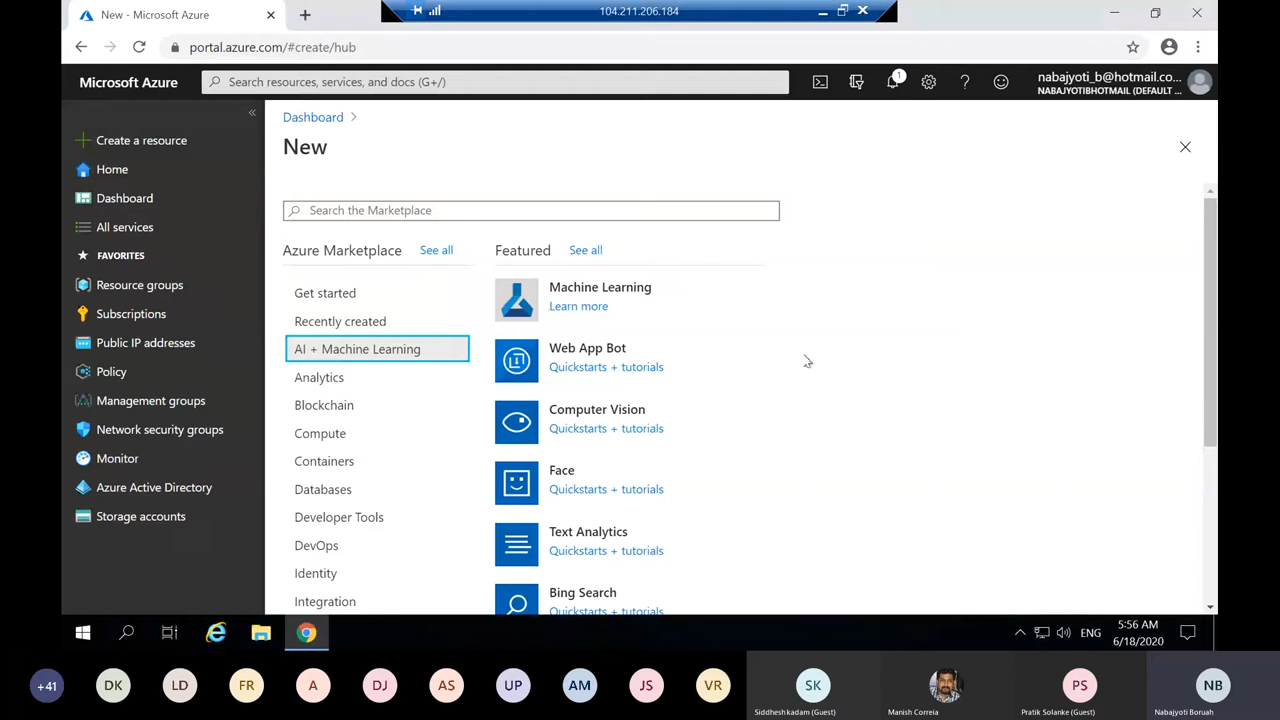 New - Microsoft Azure
104.211.206.184
portal.azure.com/#create/hub
Microsoft Azure
Search resources, services, and docs (G+/)
1
nabajyoti_b@hotmail.co...
NABAJYOTIBHOTMAIL (DEFAULT ...
Create a resource
Home
Dashboard
All services
FAVORITES
Resource groups
Subscriptions
Public IP addresses
Policy
Management groups
Network security groups
Monitor
Azure Active Directory
Storage accounts
Dashboard
New
Search the Marketplace
Azure Marketplace See all
Get started
Recently created
AI + Machine Learning
Analytics
Blockchain
Compute
Containers
Databases
Developer Tools
DevOps
Identity
Integration
Featured See all
Machine Learning
Learn more
Web App Bot
Quickstarts + tutorials
Computer Vision
Quickstarts + tutorials
Face
Quickstarts + tutorials
Text Analytics
Quickstarts + tutorials
Bing Search
Quickstarts + tutorials
ENG
5:56 AM
6/18/2020
+41
DK
LD
FR
A
DJ
AS
UP
AM
JS
VR
SK
Siddhesh kadam (Guest)
Manish Correia
PS
Pratik Solanke (Guest)
NB
Nabajyoti Boruah